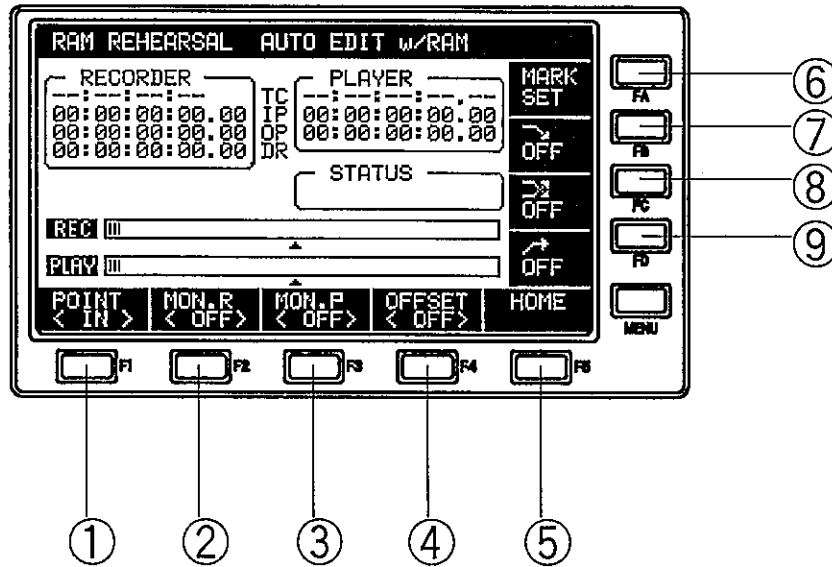 RAM REHEARSAL AUTO EDIT w/RAM
RECORDER
--:--:--:--
00:00:00:00.00
00:00:00:00.00
00:00:00:00.00
TC
IP
OP
DR
PLAYER
--:--:--:--.--
00:00:00:00.00
00:00:00:00.00
STATUS
REC
PLAY
MARK SET
OFF
OFF
OFF
POINT < IN >
MON.R < OFF>
MON.P < OFF>
OFFSET < OFF>
HOME
FA
FB
FC
FD
MENU
F1
F2
F3
F4
F5
①
②
③
④
⑤
⑥
⑦
⑧
⑨